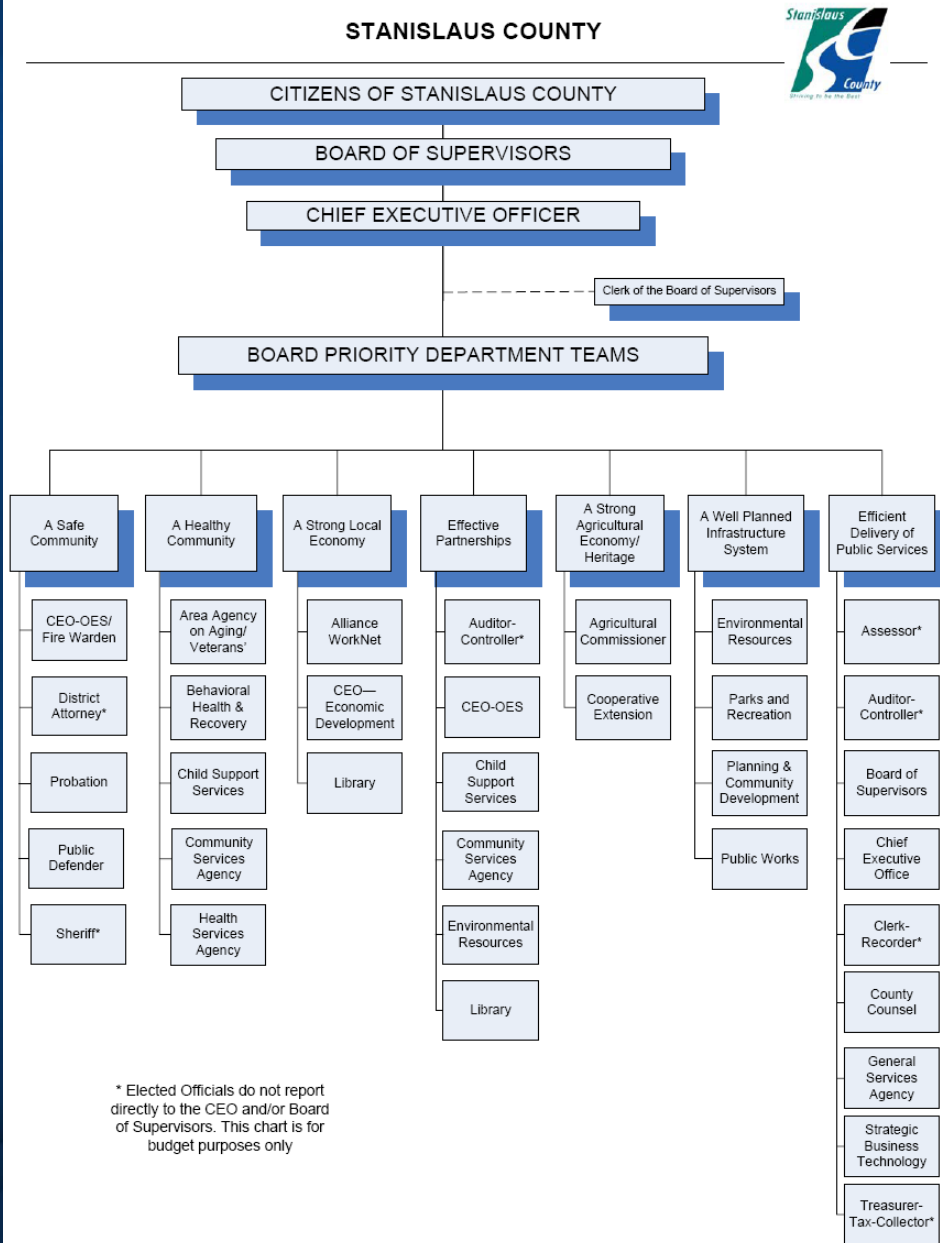 STANISLAUS COUNTY
Stanislaus
County
Striving to be the Best
CITIZENS OF STANISLAUS COUNTY
BOARD OF SUPERVISORS
CHIEF EXECUTIVE OFFICER
Clerk of the Board of Supervisors
BOARD PRIORITY DEPARTMENT TEAMS
A Safe
Community
CEO-OES/
Fire Warden
District
Attorney*
Probation
Public
Defender
Sheriff*
A Healthy
Community
Area Agency
on Aging/
Veterans'
Behavioral
Health &
Recovery
Child Support
Services
Community
Services
Agency
Health
Services
Agency
A Strong Local
Economy
Alliance
WorkNet
CEO—
Economic
Development
Library
Effective
Partnerships
Auditor-
Controller*
CEO-OES
Child
Support
Services
Community
Services
Agency
Environmental
Resources
Library
A Strong
Agricultural
Economy/
Heritage
Agricultural
Commissioner
Cooperative
Extension
A Well Planned
Infrastructure
System
Environmental
Resources
Parks and
Recreation
Planning &
Community
Development
Public Works
Efficient
Delivery of
Public Services
Assessor*
Auditor-
Controller*
Board of
Supervisors
Chief
Executive
Office
Clerk-
Recorder*
County
Counsel
General
Services
Agency
Strategic
Business
Technology
Treasurer-
Tax-Collector*
* Elected Officials do not report
directly to the CEO and/or Board
of Supervisors. This chart is for
budget purposes only